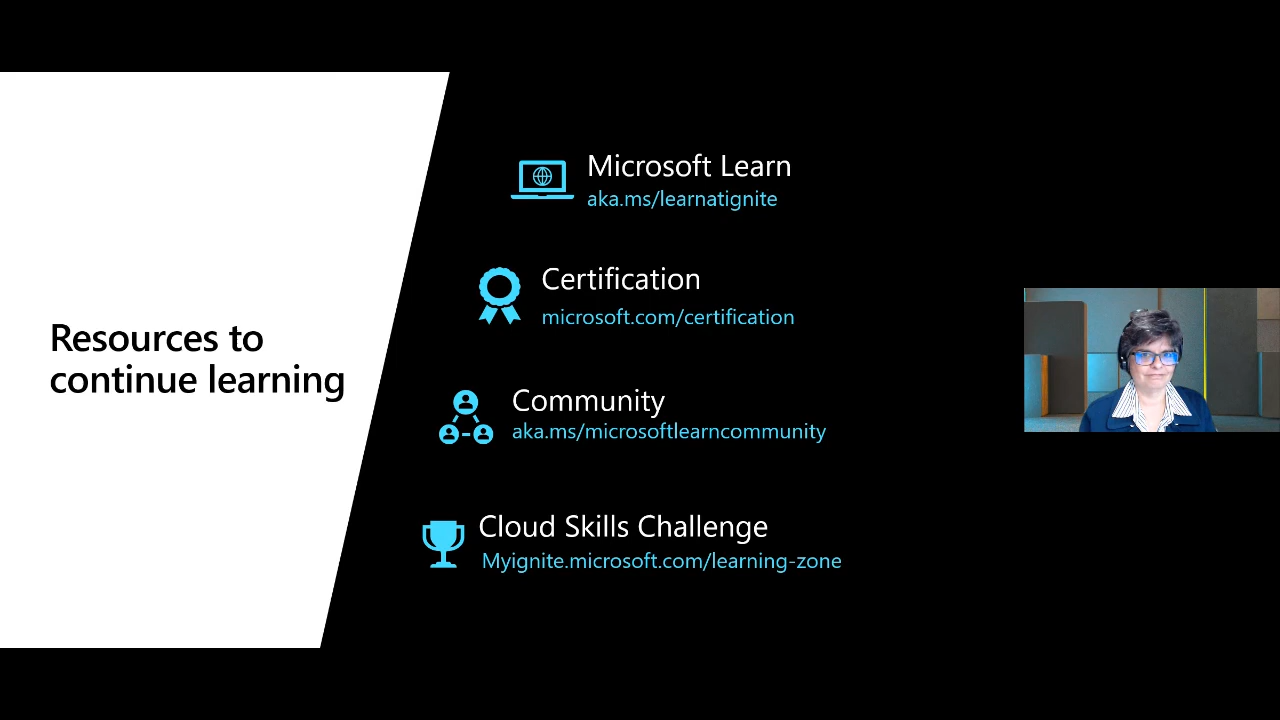 Resources to
continue learning
Microsoft Learn
aka.ms/learnatignite
Certification
microsoft.com/certification
Community
aka.ms/microsoftlearncommunity
Cloud Skills Challenge
Myignite.microsoft.com/learning-zone